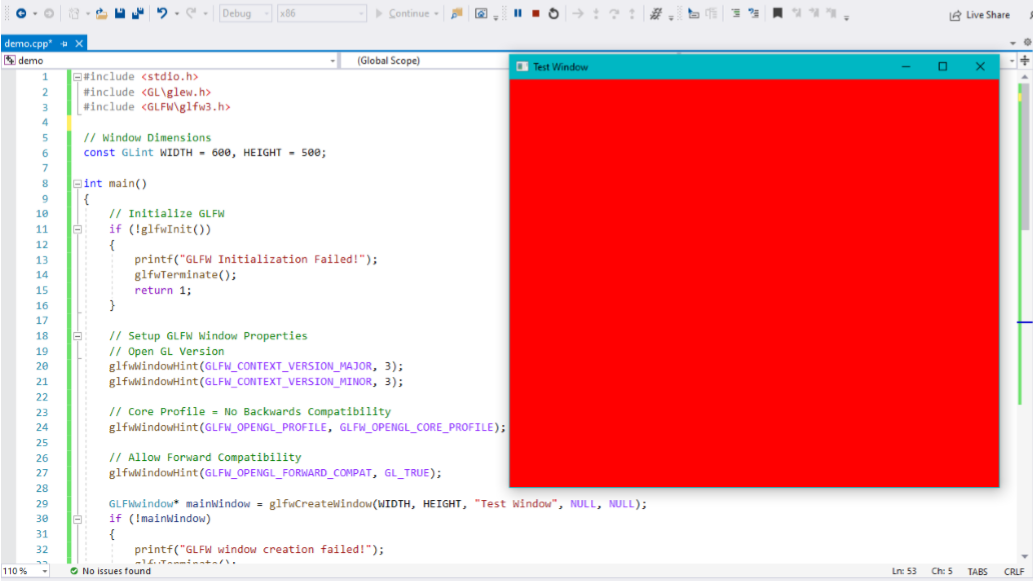 Debug x86 Continue Live Share
demo.cpp*
demo (Global Scope)
Test Window
1 #include <stdio.h>
2 #include <GL\glew.h>
3 #include <GLFW\glfw3.h>
4
5 // Window Dimensions
6 const GLint WIDTH = 600, HEIGHT = 500;
7
8 int main()
9 {
10 // Initialize GLFW
11 if (!glfwInit())
12 {
13 printf("GLFW Initialization Failed!");
14 glfwTerminate();
15 return 1;
16 }
17
18 // Setup GLFW Window Properties
19 // Open GL Version
20 glfwWindowHint(GLFW_CONTEXT_VERSION_MAJOR, 3);
21 glfwWindowHint(GLFW_CONTEXT_VERSION_MINOR, 3);
22
23 // Core Profile = No Backwards Compatibility
24 glfwWindowHint(GLFW_OPENGL_PROFILE, GLFW_OPENGL_CORE_PROFILE);
25
26 // Allow Forward Compatibility
27 glfwWindowHint(GLFW_OPENGL_FORWARD_COMPAT, GL_TRUE);
28
29 GLFWwindow* mainWindow = glfwCreateWindow(WIDTH, HEIGHT, "Test Window", NULL, NULL);
30 if (!mainWindow)
31 {
32 printf("GLFW window creation failed!");
110 % No issues found Ln: 53 Ch: 5 TABS CRLF